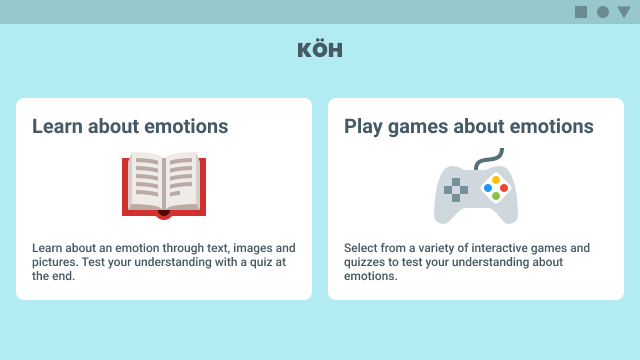 KÖH
Learn about emotions
Learn about an emotion through text, images and
pictures. Test your understanding with a quiz at
the end.
Play games about emotions
Select from a variety of interactive games and
quizzes to test your understanding about
emotions.